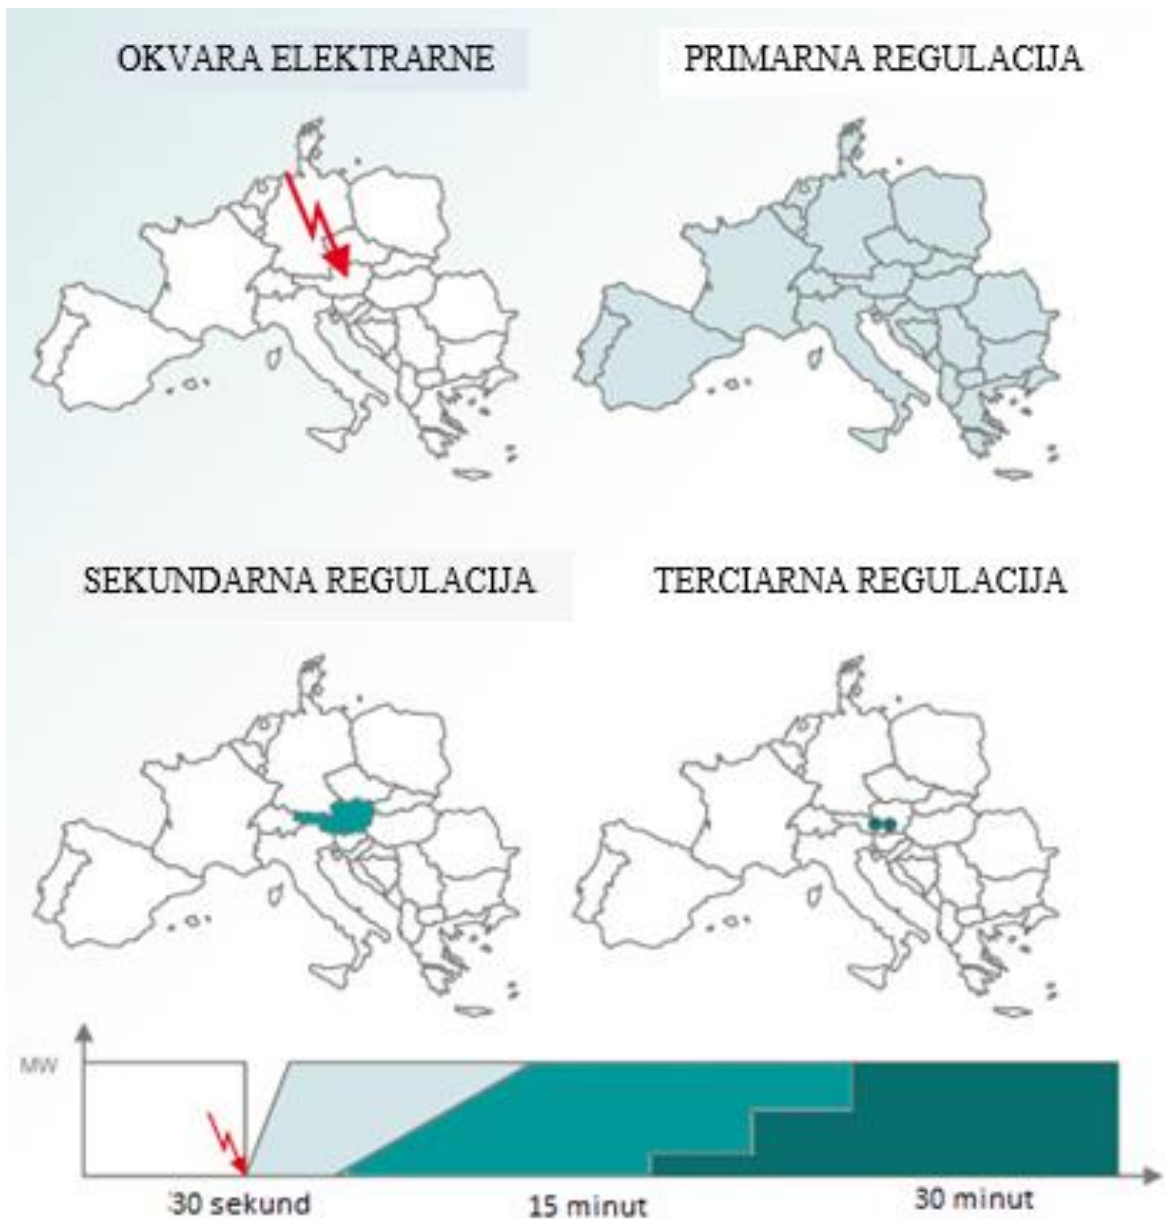 OKVARA ELEKTRARNE
PRIMARNA REGULACIJA
SEKUNDARNA REGULACIJA
TERCIARNA REGULACIJA
MW
30 sekund
15 minut
30 minut